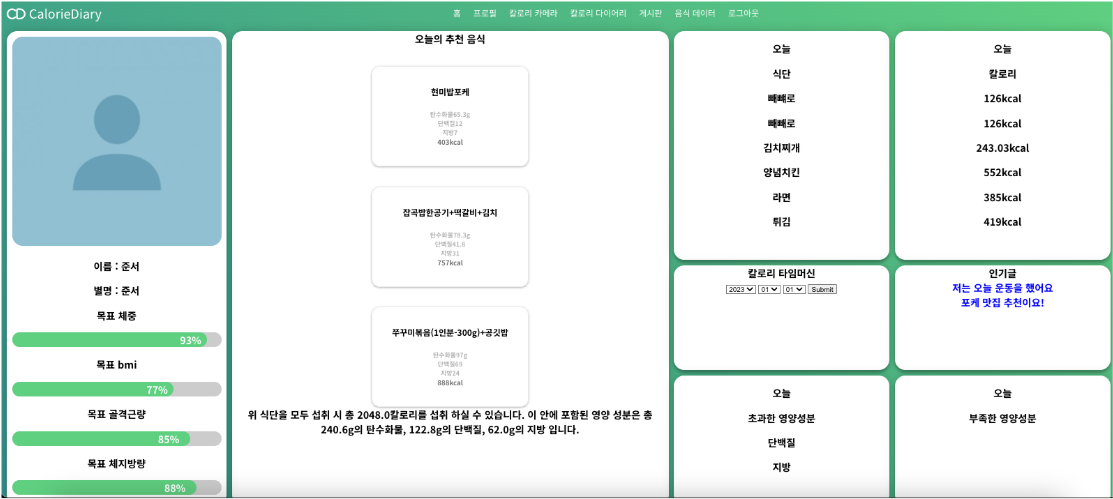 CalorieDiary
홈 프로필 칼로리 카메라 칼로리 다이어리 게시판 음식 데이터 로그아웃
이름 : 준서
별명 : 준서
목표 체중
93%
목표 bmi
77%
목표 골격근량
85%
목표 체지방량
88%
오늘의 추천 음식
현미밥포케
탄수화물65.3g
단백질12
지방7
403kcal
잡곡밥한공기+떡갈비+김치
탄수화물78.3g
단백질41.8
지방31
757kcal
쭈꾸미볶음(1인분-300g)+공깃밥
탄수화물97g
단백질69
지방24
888kcal
위 식단을 모두 섭취 시 총 2048.0칼로리를 섭취 하실 수 있습니다. 이 안에 포함된 영양 성분은 총
240.6g의 탄수화물, 122.8g의 단백질, 62.0g의 지방 입니다.
오늘
식단
빼빼로
빼빼로
김치찌개
양념치킨
라면
튀김
오늘
칼로리
126kcal
126kcal
243.03kcal
552kcal
385kcal
419kcal
칼로리 타임머신
2023 01 01 Submit
인기글
저는 오늘 운동을 했어요
포케 맛집 추천이요!
오늘
초과한 영양성분
단백질
지방
오늘
부족한 영양성분